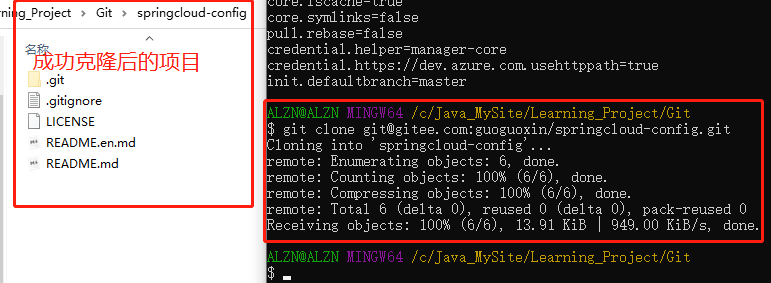 ning_Project > Git > springcloud-config
名称
成功克隆后的项目
.git
.gitignore
LICENSE
README.en.md
README.md
core.fscache=true
core.symlinks=false
pull.rebase=false
credential.helper=manager-core
credential.https://dev.azure.com.usehttppath=true
init.defaultbranch=master
ALZN@ALZN MINGW64 /c/Java_MySite/Learning_Project/Git
$ git clone git@gitee.com:guoguoxin/springcloud-config.git
Cloning into 'springcloud-config'...
remote: Enumerating objects: 6, done.
remote: Counting objects: 100% (6/6), done.
remote: Compressing objects: 100% (6/6), done.
remote: Total 6 (delta 0), reused 0 (delta 0), pack-reused 0
Receiving objects: 100% (6/6), 13.91 KiB | 949.00 KiB/s, done.
ALZN@ALZN MINGW64 /c/Java_MySite/Learning_Project/Git
$